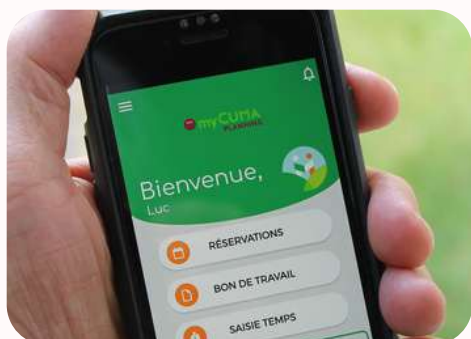 myCUMA
PLANNING
Bienvenue,
Luc
RÉSERVATIONS
BON DE TRAVAIL
SAISIE TEMPS